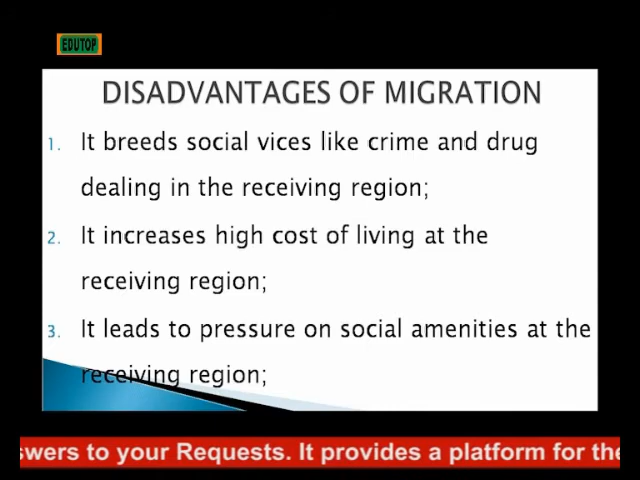 EDUTOP
DISADVANTAGES OF MIGRATION
1. It breeds social vices like crime and drug
dealing in the receiving region;
2. It increases high cost of living at the
receiving region;
3. It leads to pressure on social amenities at the
receiving region;
swers to your Requests. It provides a platform for the